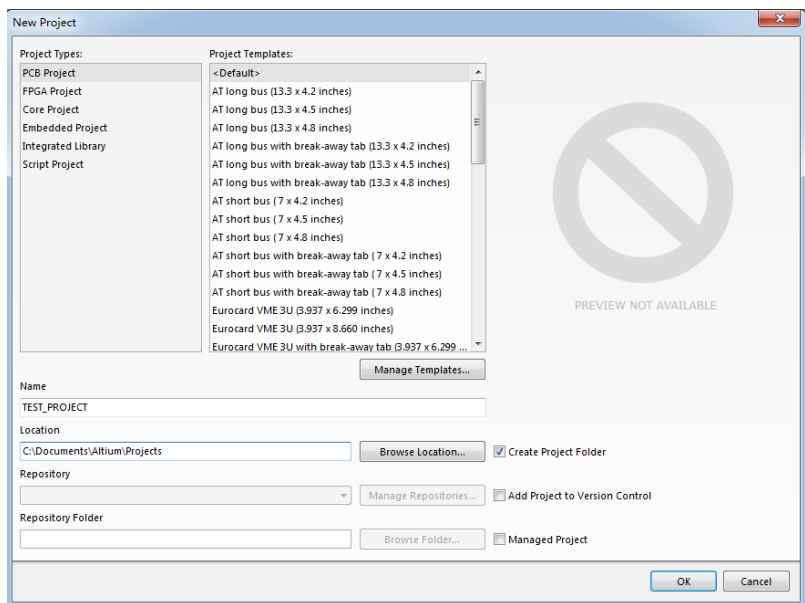 New Project
Project Types:
PCB Project
FPGA Project
Core Project
Embedded Project
Integrated Library
Script Project
Project Templates:
<Default>
AT long bus (13.3 x 4.2 inches)
AT long bus (13.3 x 4.5 inches)
AT long bus (13.3 x 4.8 inches)
AT long bus with break-away tab (13.3 x 4.2 inches)
AT long bus with break-away tab (13.3 x 4.5 inches)
AT long bus with break-away tab (13.3 x 4.8 inches)
AT short bus ( 7 x 4.2 inches)
AT short bus ( 7 x 4.5 inches)
AT short bus ( 7 x 4.8 inches)
AT short bus with break-away tab ( 7 x 4.2 inches)
AT short bus with break-away tab ( 7 x 4.5 inches)
AT short bus with break-away tab ( 7 x 4.8 inches)
Eurocard VME 3U (3.937 x 6.299 inches)
Eurocard VME 3U (3.937 x 8.660 inches)
Eurocard VME 3U with break-away tab (3.937 x 6.299 ...
PREVIEW NOT AVAILABLE
Manage Templates...
Name
TEST_PROJECT
Location
C:\Documents\Altium\Projects
Browse Location...
Create Project Folder
Repository
Manage Repositories...
Add Project to Version Control
Repository Folder
Browse Folder...
Managed Project
OK
Cancel